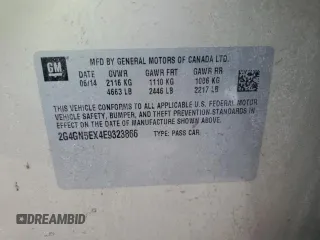 GM
MFD BY GENERAL MOTORS OF CANADA LTD.
DATE GVWR GAWR FRT GAWR RR
06/14 2116 KG 1110 KG 1006 KG
4663 LB 2446 LB 2217 LB
THIS VEHICLE CONFORMS TO ALL APPLICABLE U.S. FEDERAL MOTOR
VEHICLE SAFETY, BUMPER, AND THEFT PREVENTION STANDARDS IN
EFFECT ON THE DATE OF MANUFACTURE SHOWN ABOVE.
2G4GN5EX4E9323866 TYPE: PASS CAR
DREAMBID